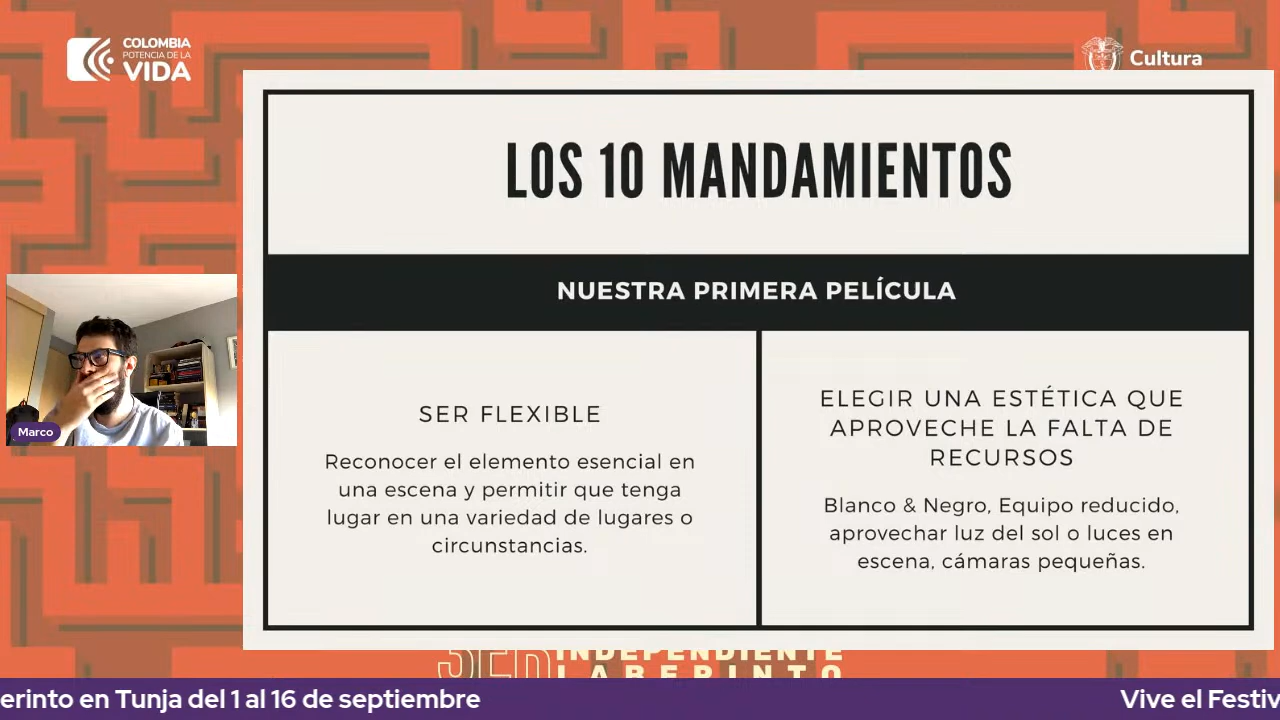 COLOMBIA
POTENCIA DE LA
VIDA
Cultura
LOS 10 MANDAMIENTOS
NUESTRA PRIMERA PELÍCULA
SER FLEXIBLE
Reconocer el elemento esencial en
una escena y permitir que tenga
lugar en una variedad de lugares o
circunstancias.
ELEGIR UNA ESTÉTICA QUE
APROVECHE LA FALTA DE
RECURSOS
Blanco & Negro, Equipo reducido,
aprovechar luz del sol o luces en
escena, cámaras pequeñas.
Marco
SER INDEPENDIENTE
LABERINTO
erinto en Tunja del 1 al 16 de septiembre
Vive el Festiv